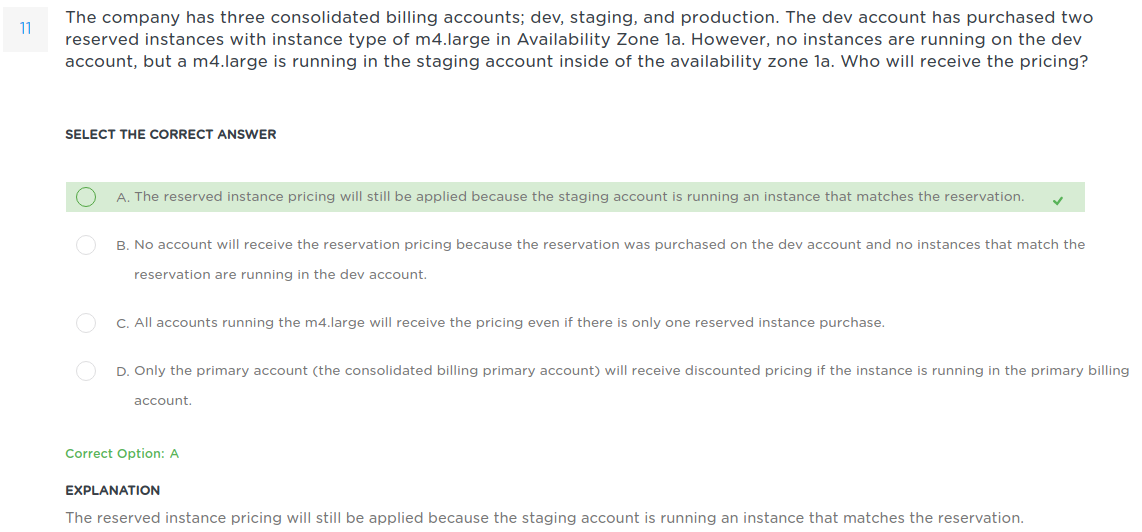 11
The company has three consolidated billing accounts; dev, staging, and production. The dev account has purchased two
reserved instances with instance type of m4.large in Availability Zone 1a. However, no instances are running on the dev
account, but a m4.large is running in the staging account inside of the availability zone 1a. Who will receive the pricing?
SELECT THE CORRECT ANSWER
A. The reserved instance pricing will still be applied because the staging account is running an instance that matches the reservation.
B. No account will receive the reservation pricing because the reservation was purchased on the dev account and no instances that match the
reservation are running in the dev account.
C. All accounts running the m4.large will receive the pricing even if there is only one reserved instance purchase.
D. Only the primary account (the consolidated billing primary account) will receive discounted pricing if the instance is running in the primary billing
account.
Correct Option: A
EXPLANATION
The reserved instance pricing will still be applied because the staging account is running an instance that matches the reservation.